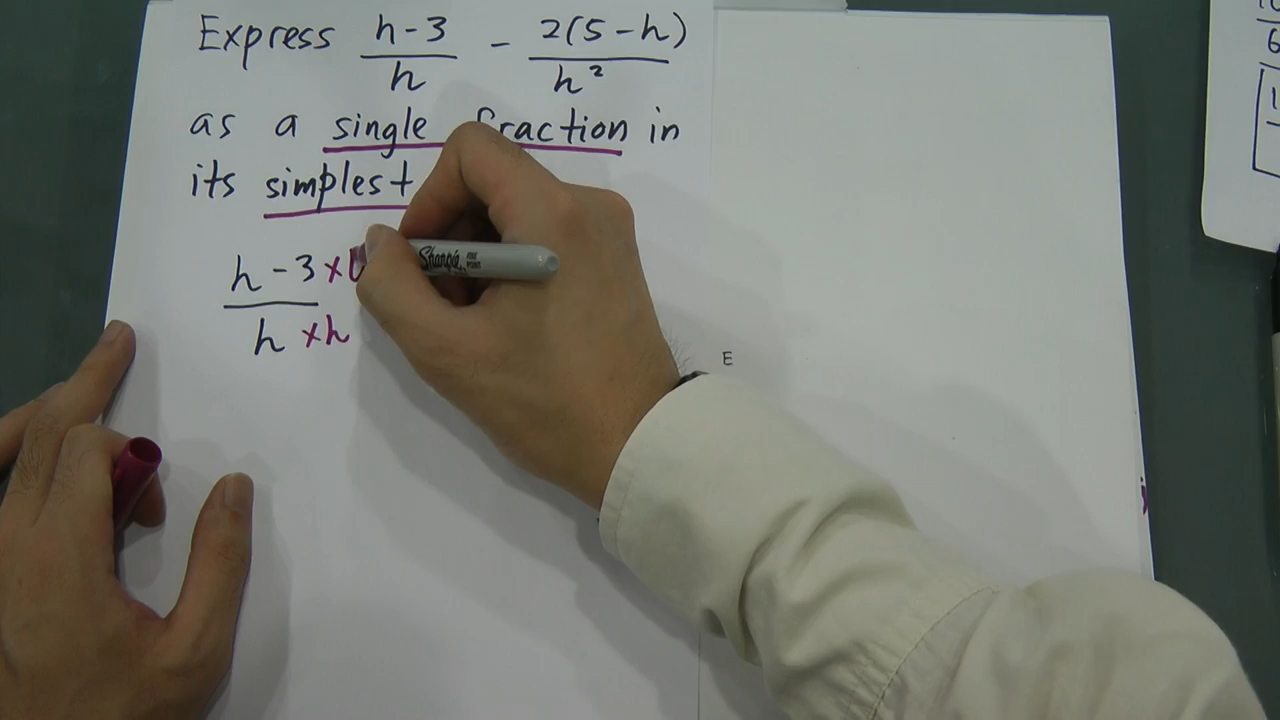 Express (h-3)/h - 2(5-h)/h²
as a single fraction in
its simplest
h-3 ×
h ×h
Sharpie
E